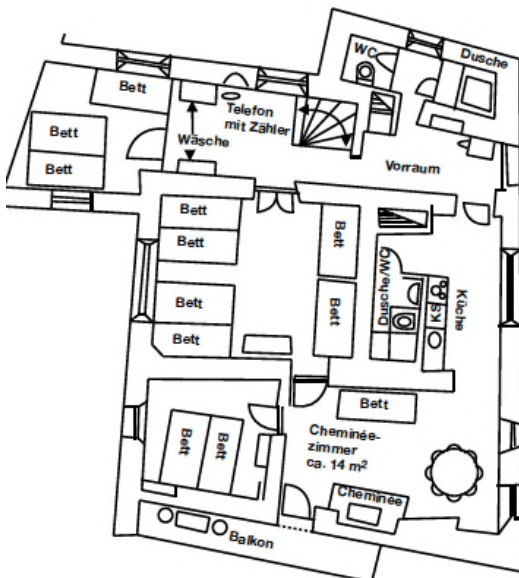 WC
Dusche
Bett
Telefon
mit Zähler
Wäsche
Bett
Bett
Vorraum
Bett
Bett
Bett
Bett
Bett
Bett
Dusche/WC
KS
Küche
Bett
Bett
Bett
Cheminée-
zimmer
ca. 14 m²
Cheminée
Balkon